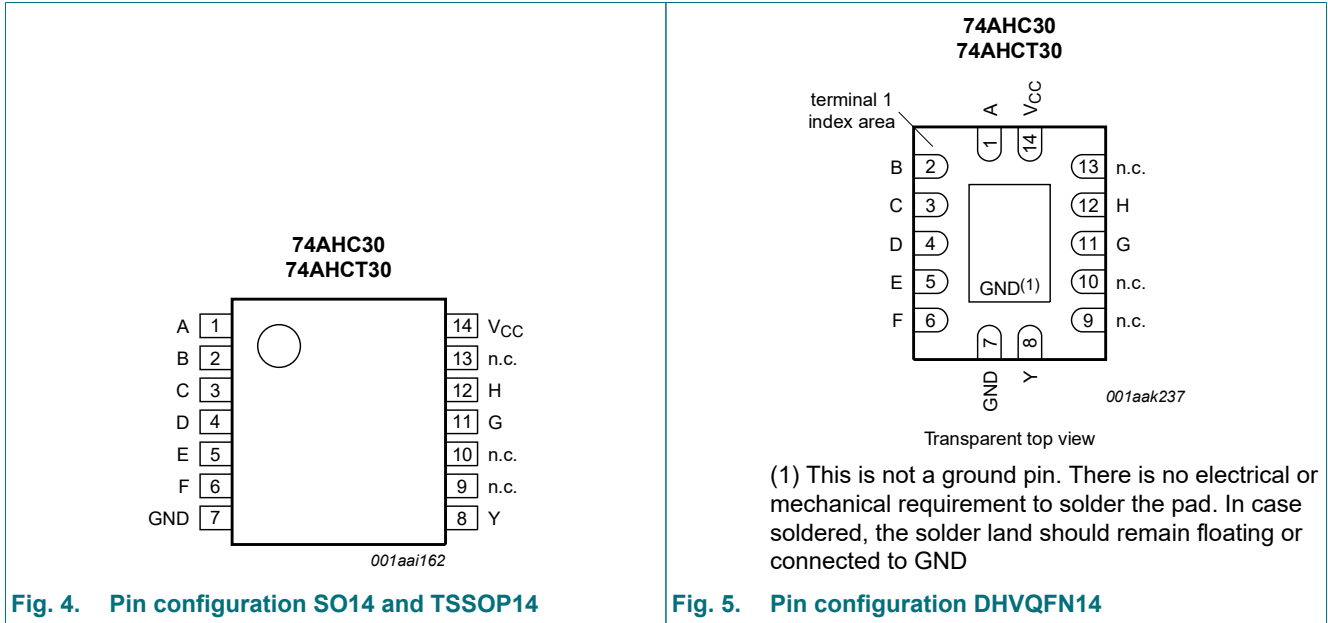 74AHC30
74AHCT30
A 1
B 2
C 3
D 4
E 5
F 6
GND 7
14 VCC
13 n.c.
12 H
11 G
10 n.c.
9 n.c.
8 Y
001aai162
Fig. 4. Pin configuration SO14 and TSSOP14
74AHC30
74AHCT30
terminal 1
index area
A
VCC
1
14
B 2
C 3
D 4
E 5
F 6
13 n.c.
12 H
11 G
10 n.c.
9 n.c.
GND(1)
7
8
GND
Y
001aak237
Transparent top view
(1) This is not a ground pin. There is no electrical or
mechanical requirement to solder the pad. In case
soldered, the solder land should remain floating or
connected to GND
Fig. 5. Pin configuration DHVQFN14